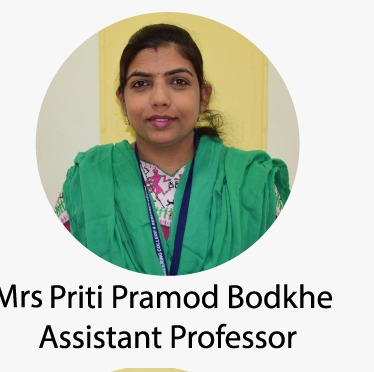 Mrs Priti Pramod Bodkhe
Assistant Professor